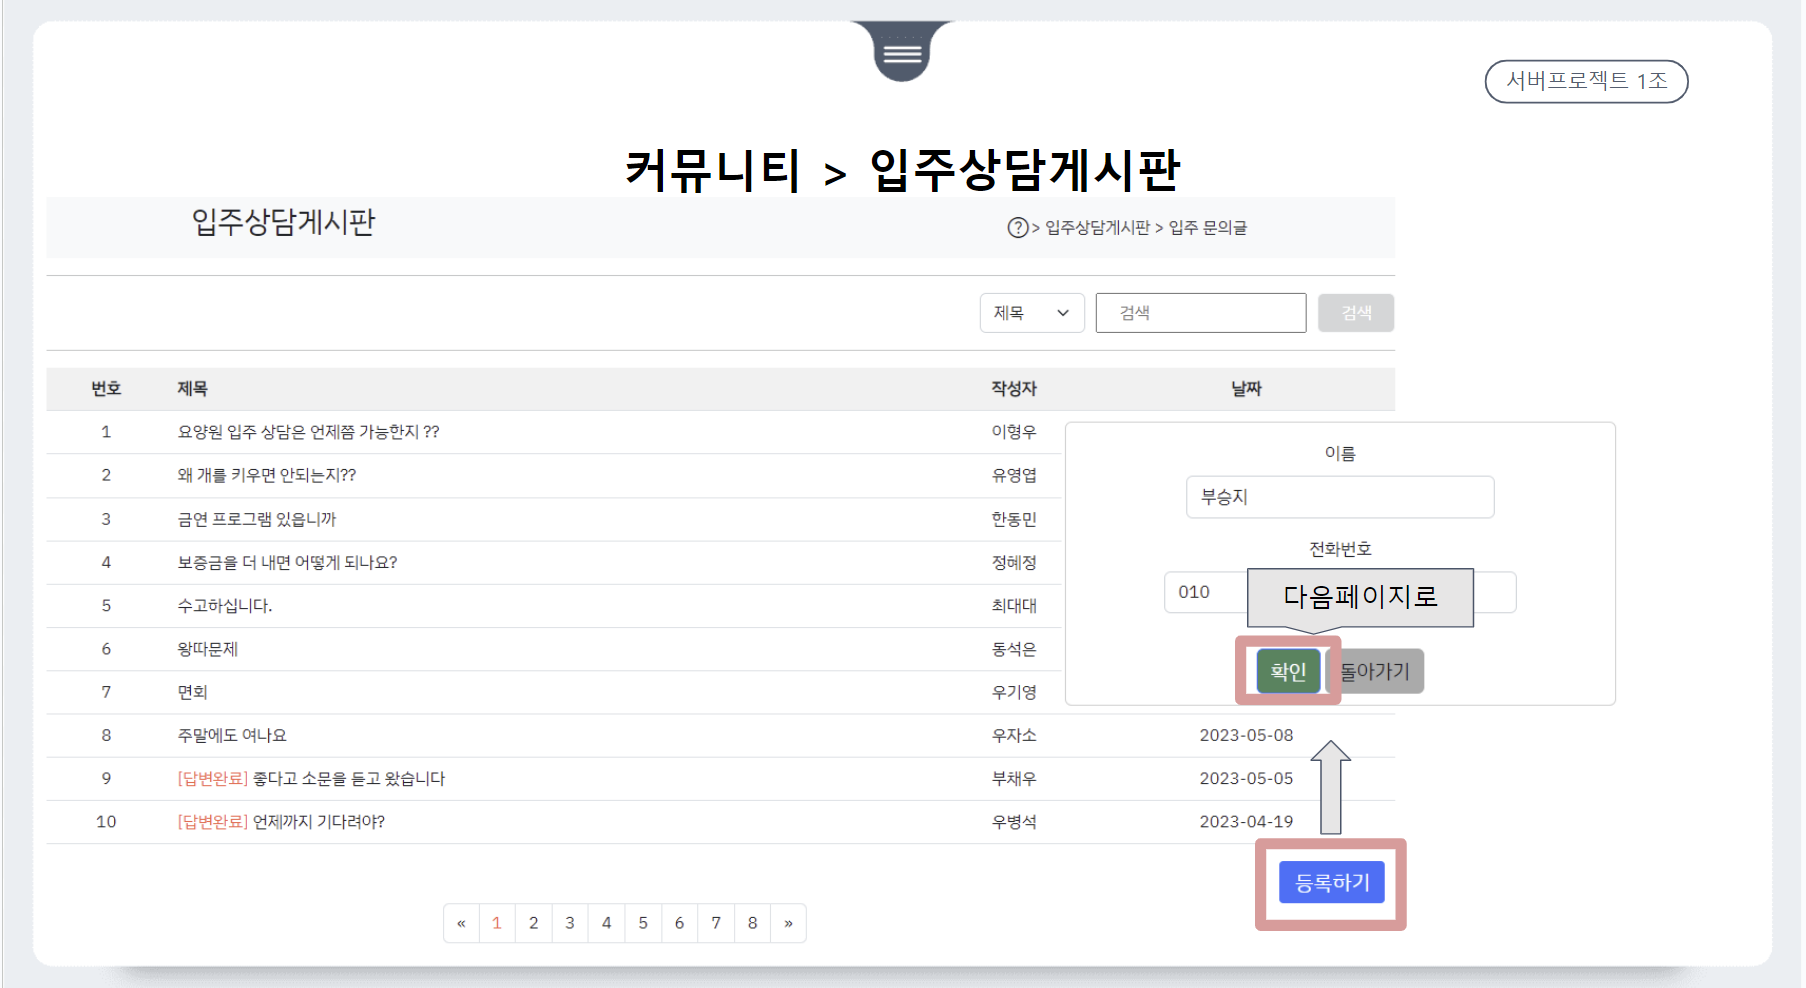 서버프로젝트 1조
커뮤니티 > 입주상담게시판
입주상담게시판
? > 입주상담게시판 > 입주 문의글
제목 검색 검색
번호 제목 작성자 날짜
1 요양원 입주 상담은 언제쯤 가능한지 ?? 이형우
2 왜 개를 키우면 안되는지?? 유영엽
3 금연 프로그램 있읍니까 한동민
4 보증금을 더 내면 어떻게 되나요? 정혜정
5 수고하십니다. 최대대
6 왕따문제 동석은
7 면회 우기영
8 주말에도 여나요 우자소 2023-05-08
9 [답변완료] 좋다고 소문을 듣고 왔습니다 부채우 2023-05-05
10 [답변완료] 언제까지 기다려야? 우병석 2023-04-19
이름
부승지
전화번호
010
다음페이지로
확인 돌아가기
등록하기
« 1 2 3 4 5 6 7 8 »